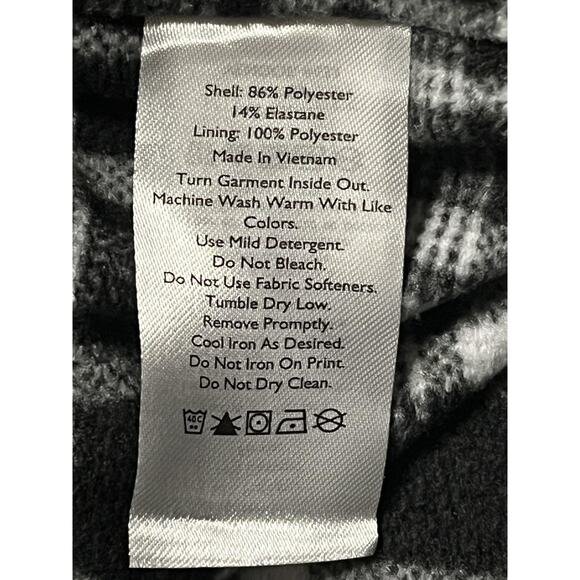 Shell: 86% Polyester
14% Elastane
Lining: 100% Polyester
Made In Vietnam
Turn Garment Inside Out.
Machine Wash Warm With Like
Colors.
Use Mild Detergent.
Do Not Bleach.
Do Not Use Fabric Softeners.
Tumble Dry Low.
Remove Promptly.
Cool Iron As Desired.
Do Not Iron On Print.
Do Not Dry Clean.
40C